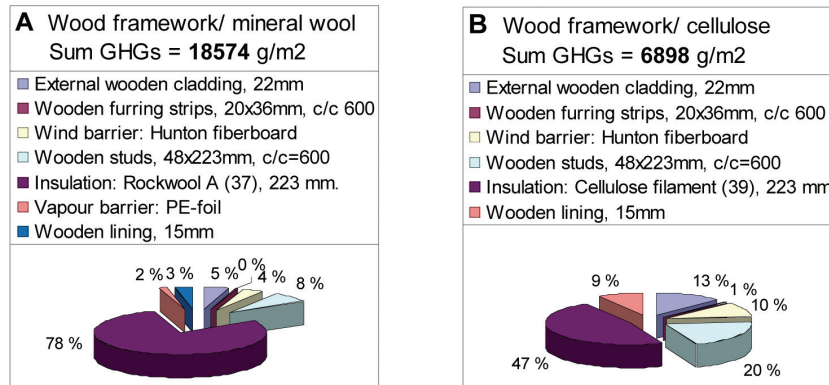 A Wood framework/ mineral wool
Sum GHGs = 18574 g/m2
External wooden cladding, 22mm
Wooden furring strips, 20x36mm, c/c 600
Wind barrier: Hunton fiberboard
Wooden studs, 48x223mm, c/c=600
Insulation: Rockwool A (37), 223 mm.
Vapour barrier: PE-foil
Wooden lining, 15mm
2 %
3 %
5 %
0 %
4 %
8 %
78 %
B Wood framework/ cellulose
Sum GHGs = 6898 g/m2
External wooden cladding, 22mm
Wooden furring strips, 20x36mm, c/c 600
Wind barrier: Hunton fiberboard
Wooden studs, 48x223mm, c/c=600
Insulation: Cellulose filament (39), 223 mm
Wooden lining, 15mm
9 %
13 %
1 %
10 %
47 %
20 %